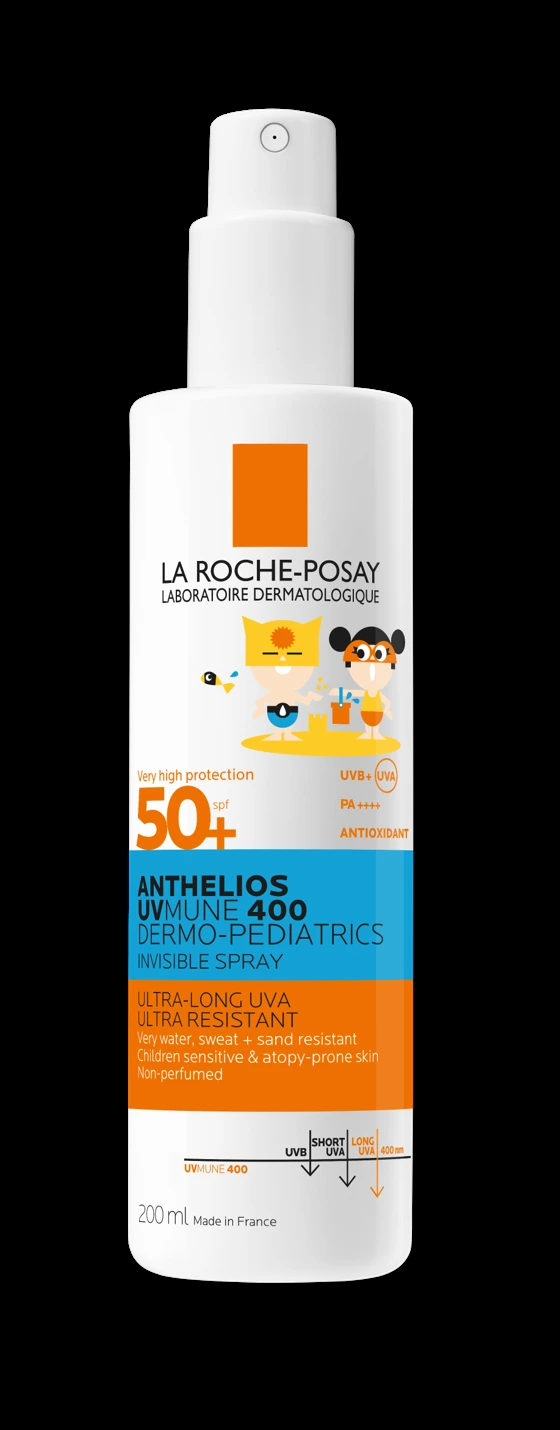 LA ROCHE-POSAY
LABORATOIRE DERMATOLOGIQUE
Very high protection
50+ spf
UVB+ UVA
PA ++++
ANTIOXIDANT
ANTHELIOS
UVMUNE 400
DERMO-PEDIATRICS
INVISIBLE SPRAY
ULTRA-LONG UVA
ULTRA RESISTANT
Very water, sweat + sand resistant
Children sensitive & atopy-prone skin
Non-perfumed
UVB
SHORT
UVA
LONG
UVA
400 nm
UVMUNE 400
200 ml Made in France